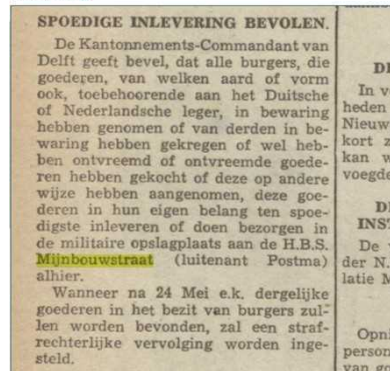 SPOEDIGE INLEVERING BEVOLEN.
De Kantonnements-Commandant van
Delft geeft bevel, dat alle burgers, die
goederen, van welken aard of vorm
ook, toebehoorende aan het Duitsche
of Nederlandsche leger, in bewaring
hebben genomen of van derden in be-
waring hebben gekregen of wel heb-
ben ontvreemd of ontvreemde goede-
ren hebben gekocht of deze op andere
wijze hebben aangenomen, deze goe-
deren in hun eigen belang ten spoe-
digste inleveren of doen bezorgen in
de militaire opslagplaats aan de H.B.S.
Mijnbouwstraat (luitenant Postma)
alhier.
Wanneer na 24 Mei e.k. dergelijke
goederen in het bezit van burgers zul-
len worden bevonden, zal een straf-
rechterlijke vervolging worden inge-
steld.
In v
heden
Nieuw
kort z
kan w
voegde
INS
De
der N.
latie M
Opni
person
van go